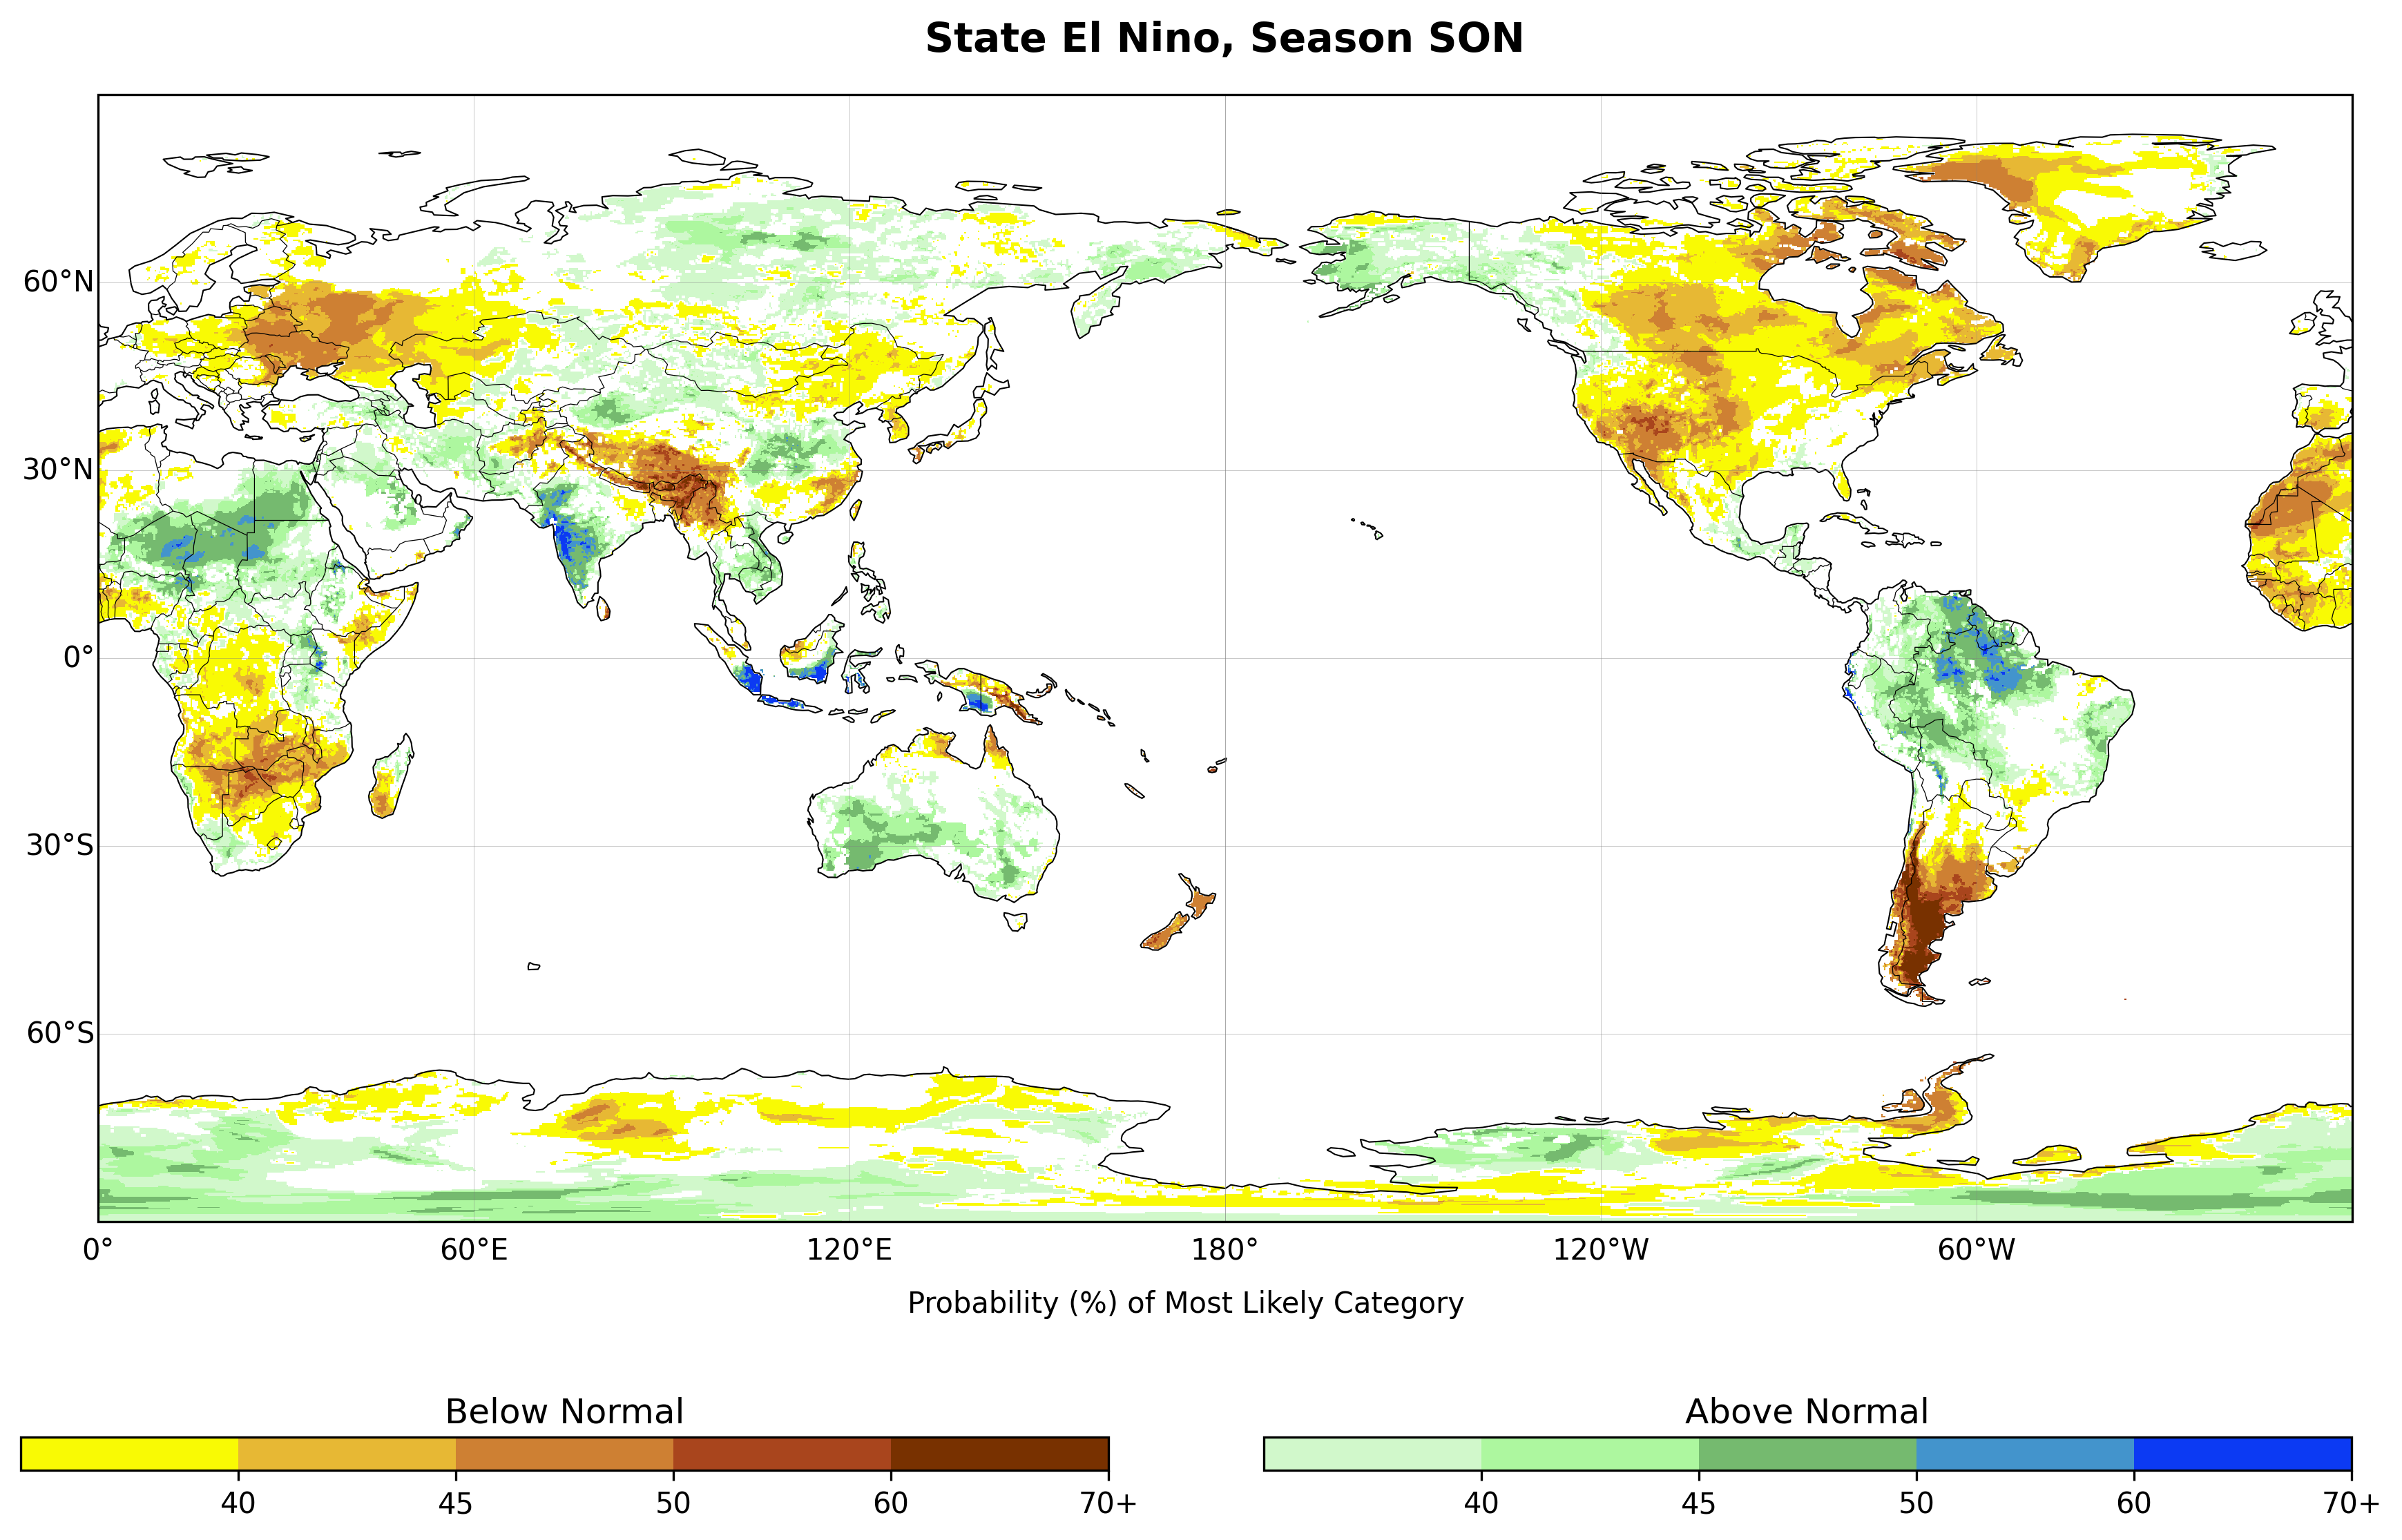 State El Nino, Season SON
60°N
30°N
0°
30°S
60°S
0° 60°E 120°E 180° 120°W 60°W
Probability (%) of Most Likely Category
Below Normal Above Normal
40 45 50 60 70+ 40 45 50 60 70+